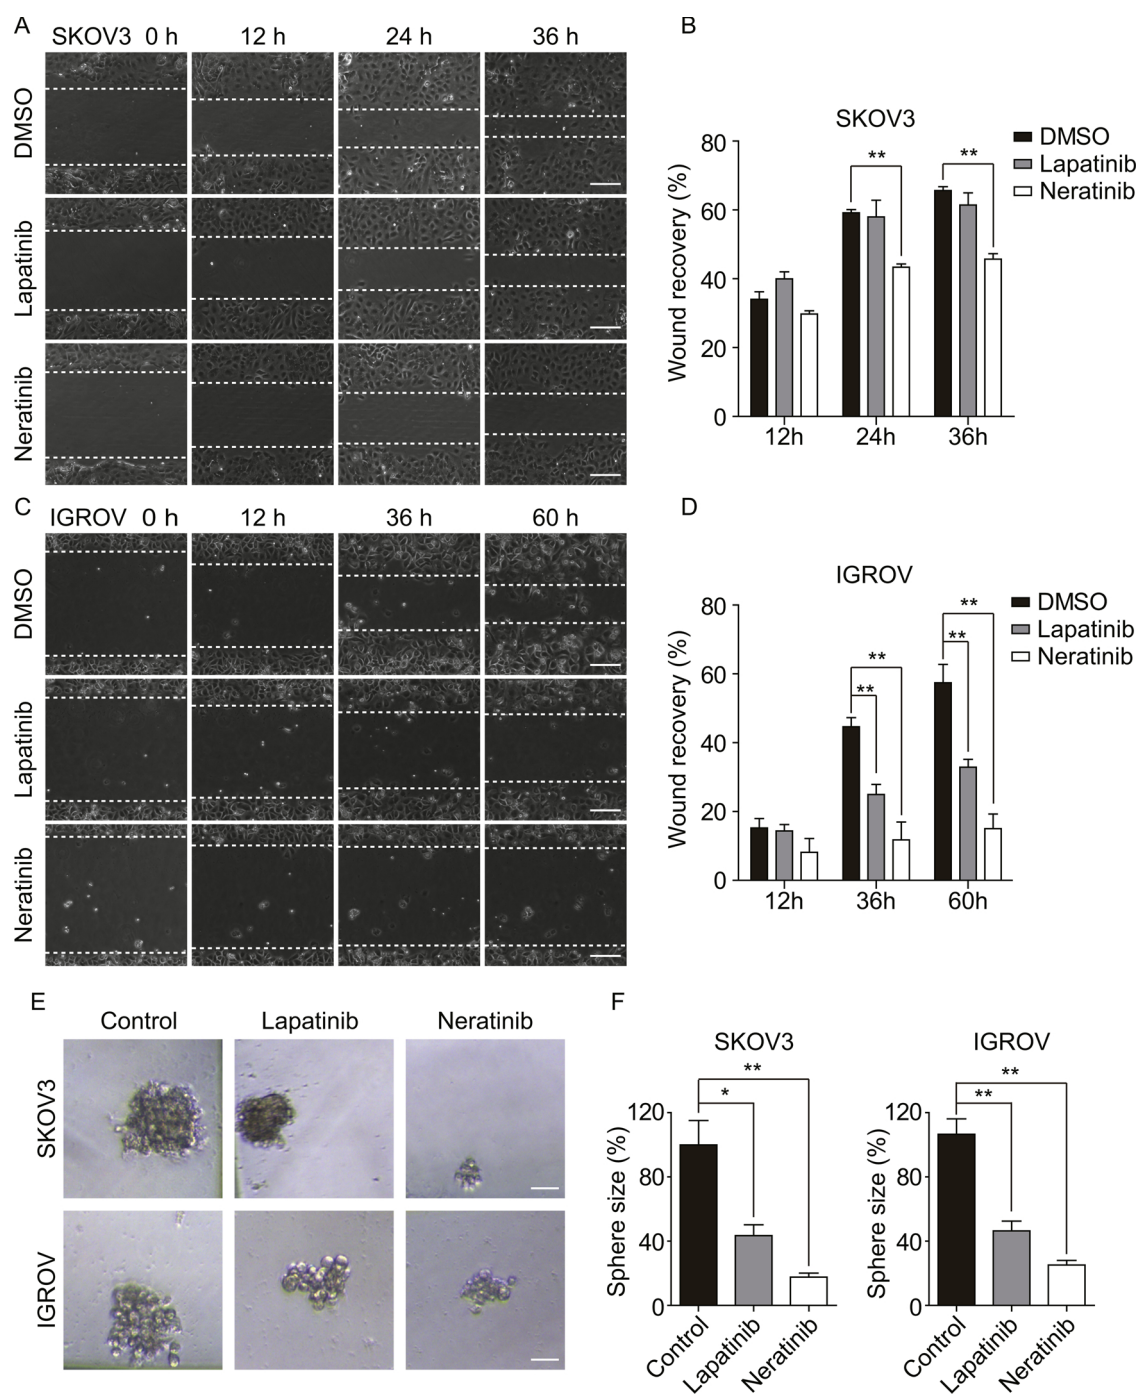 A
SKOV3 0 h 12 h 24 h 36 h
DMSO
Lapatinib
Neratinib
B
SKOV3
DMSO
Lapatinib
Neratinib
Wound recovery (%)
80
60
40
20
0
** **
12h 24h 36h
C
IGROV 0 h 12 h 36 h 60 h
DMSO
Lapatinib
Neratinib
D
IGROV
DMSO
Lapatinib
Neratinib
Wound recovery (%)
80
60
40
20
0
** ** ** **
12h 36h 60h
E
Control Lapatinib Neratinib
SKOV3
IGROV
F
SKOV3
**
*
Sphere size (%)
120
80
40
0
Control Lapatinib Neratinib
IGROV
**
**
Sphere size (%)
120
80
40
0
Control Lapatinib Neratinib